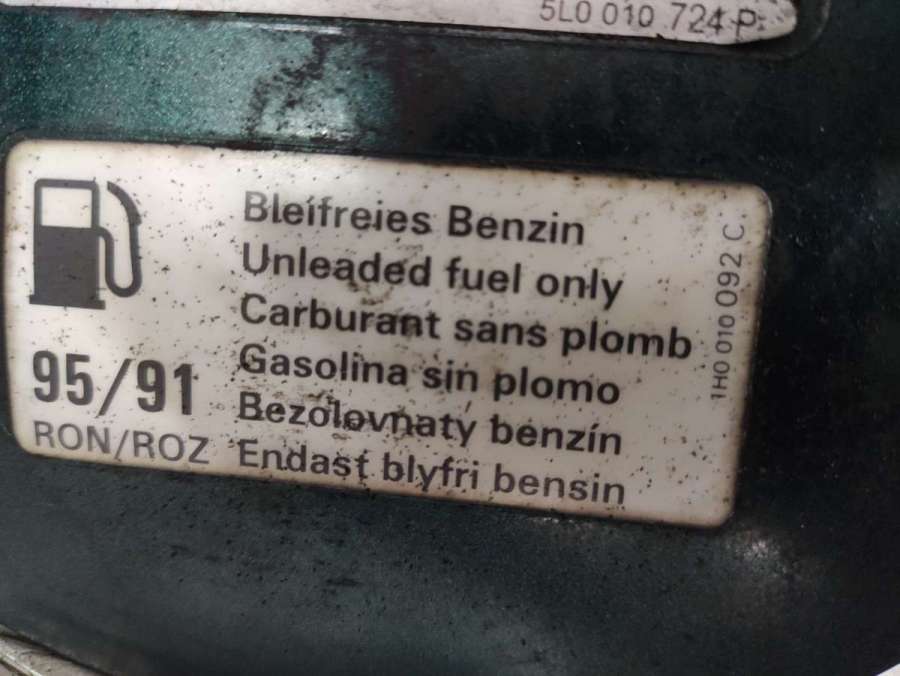 5L0 010 724 P
Bleifreies Benzin
Unleaded fuel only
Carburant sans plomb
Gasolina sin plomo
Bezolovnaty benzín
Endast blyfri bensin
95/91
RON/ROZ
1H0 010 092 C